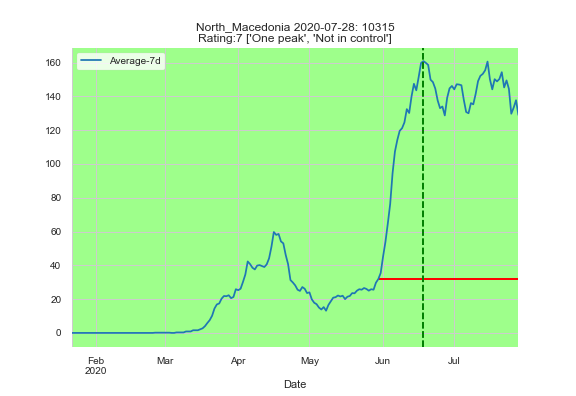 North_Macedonia 2020-07-28: 10315
Rating:7 ['One peak', 'Not in control']
Average-7d
160
140
120
100
80
60
40
20
0
Feb Mar Apr May Jun Jul
2020
Date